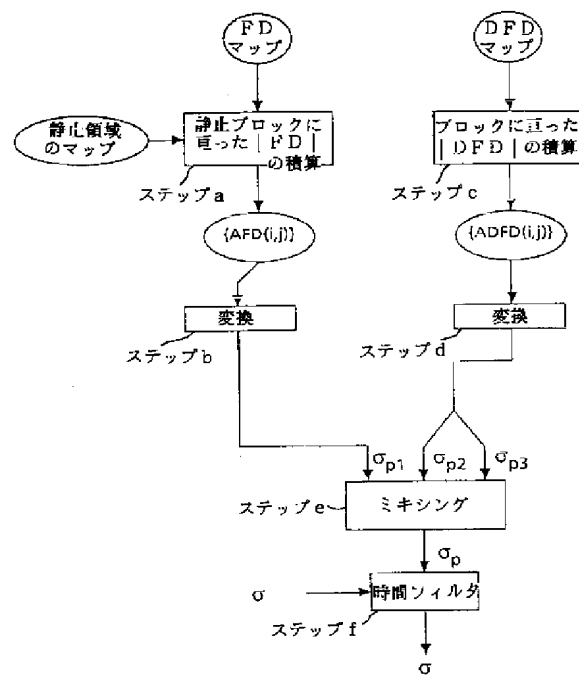 FD
マップ
DFD
マップ
静止領域
のマップ
静止ブロックに
亘った | FD |
の積算
ブロックに亘った
| DFD | の積算
ステップa
ステップc
{AFD(i,j)}
{ADFD(i,j)}
変換
変換
ステップb
ステップd
σp1
σp2
σp3
ステップe
ミキシング
σp
σ
時間フィルタ
ステップf
σ